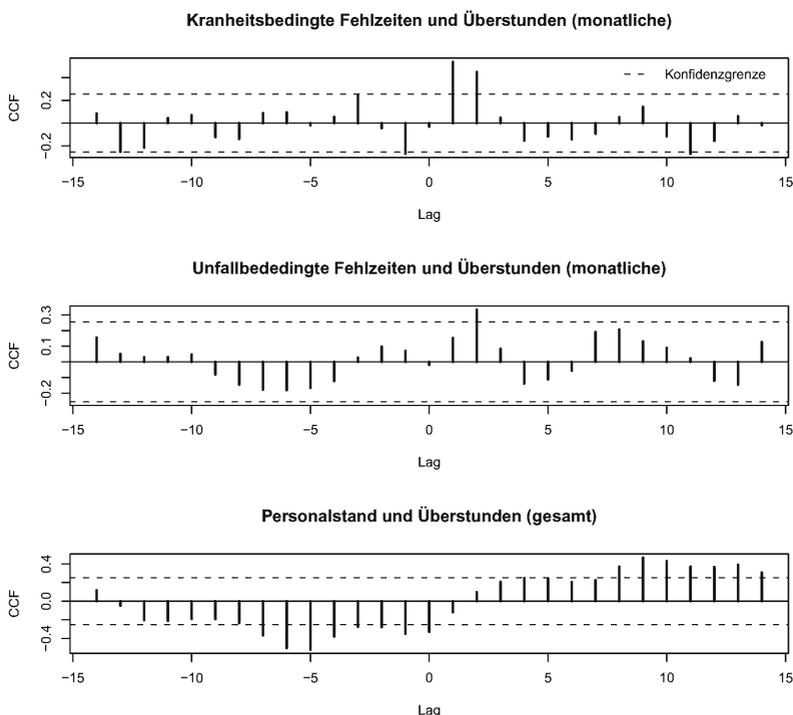 Kranheitsbedingte Fehlzeiten und Überstunden (monatliche)
CCF
0.2
−0.2
Konfidenzgrenze
−15 −10 −5 0 5 10 15
Lag
Unfallbededingte Fehlzeiten und Überstunden (monatliche)
CCF
0.3
0.1
−0.2
−15 −10 −5 0 5 10 15
Lag
Personalstand und Überstunden (gesamt)
CCF
0.4
0.0
−0.4
−15 −10 −5 0 5 10 15
Lag